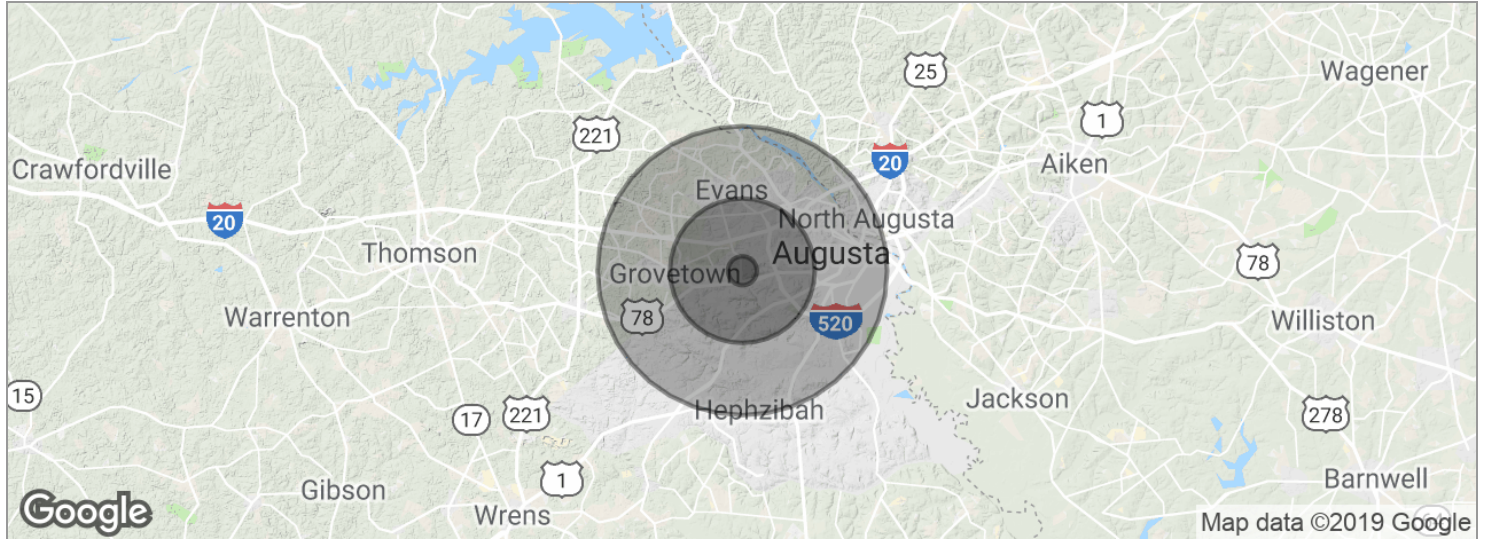 25
Wagener
221
1
Crawfordville
20
Aiken
Evans
20
North Augusta
Thomson
Augusta
78
Grovetown
78
Warrenton
520
Williston
15
17
221
Hephzibah
Jackson
278
1
Gibson
Barnwell
Wrens
Google
Map data ©2019 Google